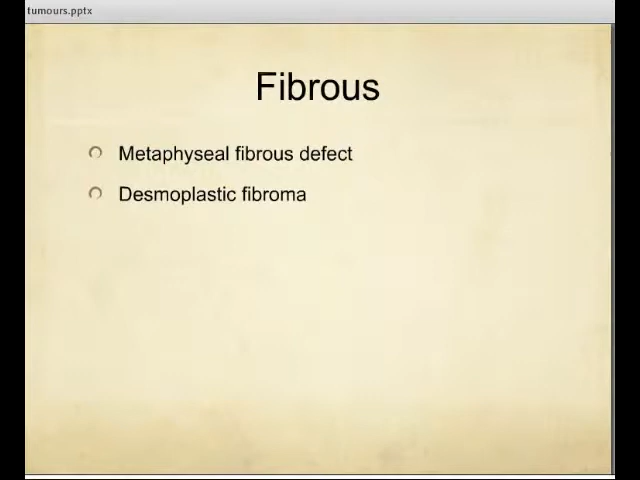 tumours.pptx
Fibrous
Metaphyseal fibrous defect
Desmoplastic fibroma